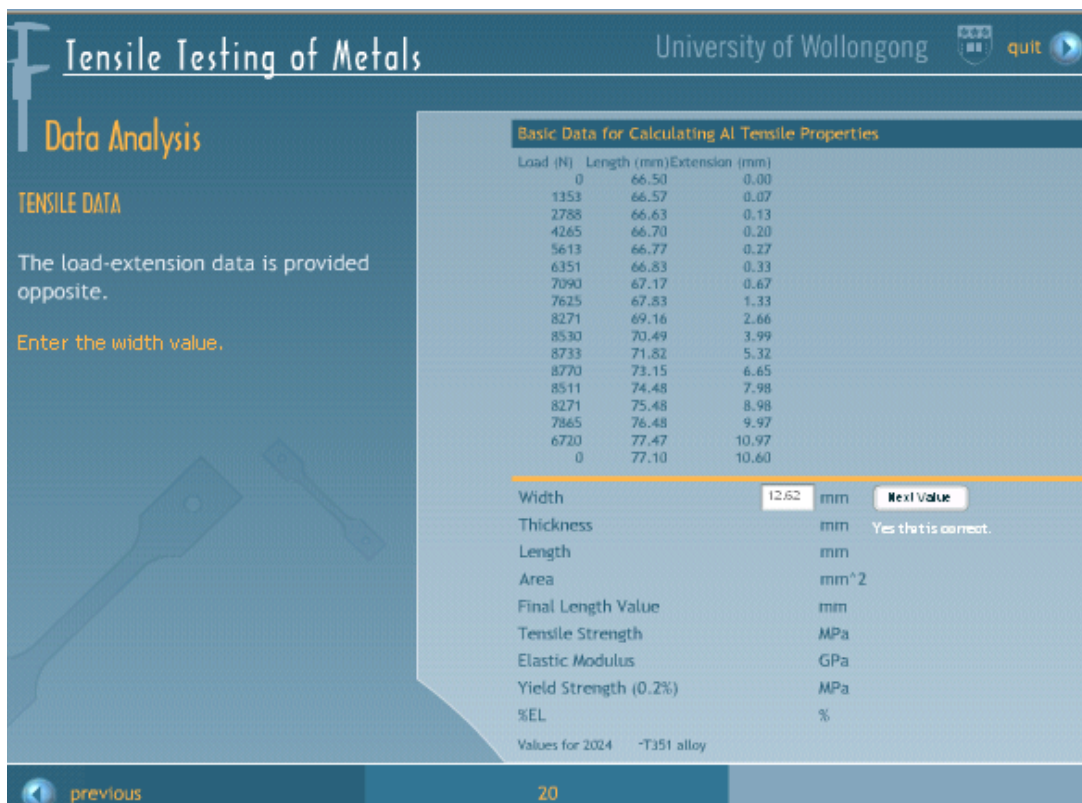 Tensile Testing of Metals
University of Wollongong
quit
Data Analysis
TENSILE DATA
The load-extension data is provided
opposite.
Enter the width value.
Basic Data for Calculating Al Tensile Properties
Load (N) Length (mm) Extension (mm)
0 66.50 0.00
1353 66.57 0.07
2788 66.63 0.13
4265 66.70 0.20
5613 66.77 0.27
6351 66.83 0.33
7090 67.17 0.67
7625 67.83 1.33
8271 69.16 2.66
8530 70.49 3.99
8733 71.82 5.32
8770 73.15 6.65
8511 74.48 7.98
8271 75.48 8.98
7865 76.48 9.97
6720 77.47 10.97
0 77.10 10.60
Width 12.62 mm Next Value
Thickness mm Yes that is correct.
Length mm
Area mm^2
Final Length Value mm
Tensile Strength MPa
Elastic Modulus GPa
Yield Strength (0.2%) MPa
%EL %
Values for 2024 -T351 alloy
previous
20